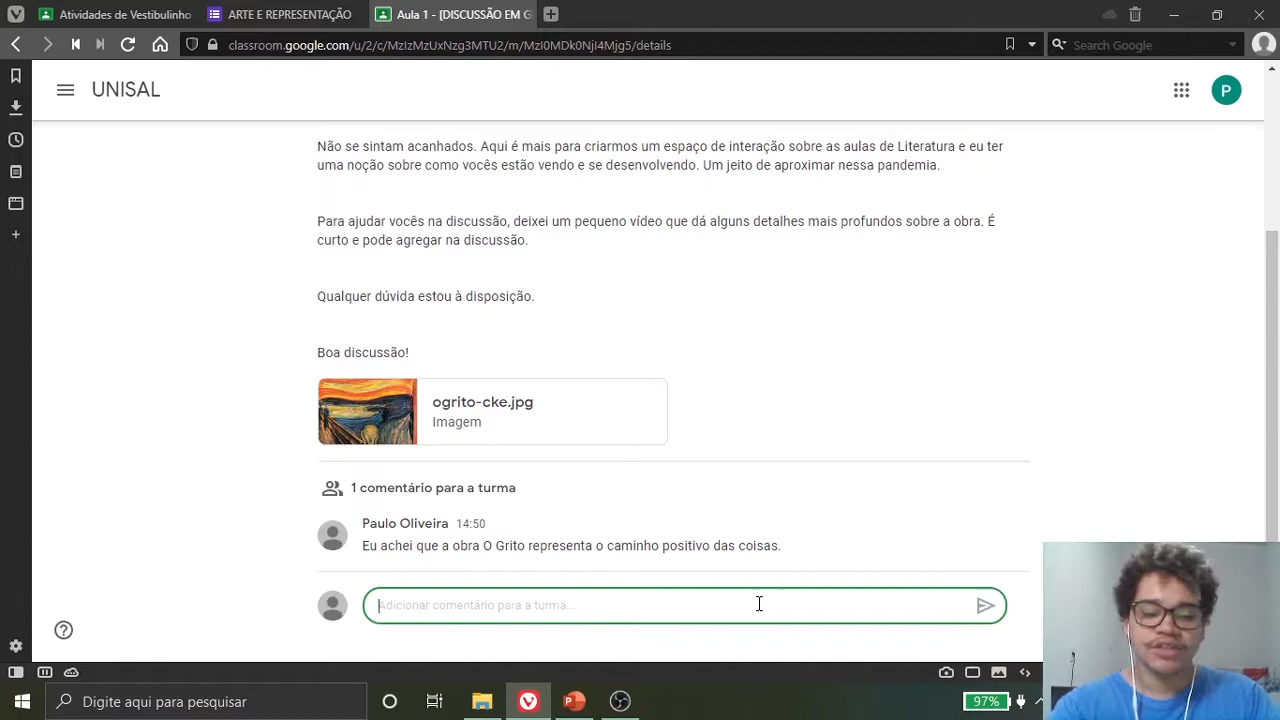 Atividades de Vestibulinho
ARTE E REPRESENTAÇÃO
Aula 1 - [DISCUSSÃO EM G
classroom.google.com/u/2/c/MzIzMzUxNzg3MTU2/m/MzI0MDk0NjI4Mjg5/details
Search Google
UNISAL
P
Não se sintam acanhados. Aqui é mais para criarmos um espaço de interação sobre as aulas de Literatura e eu ter
uma noção sobre como vocês estão vendo e se desenvolvendo. Um jeito de aproximar nessa pandemia.
Para ajudar vocês na discussão, deixei um pequeno vídeo que dá alguns detalhes mais profundos sobre a obra. É
curto e pode agregar na discussão.
Qualquer dúvida estou à disposição.
Boa discussão!
ogrito-cke.jpg
Imagem
1 comentário para a turma
Paulo Oliveira 14:50
Eu achei que a obra O Grito representa o caminho positivo das coisas.
Adicionar comentário para a turma...
Digite aqui para pesquisar
97%